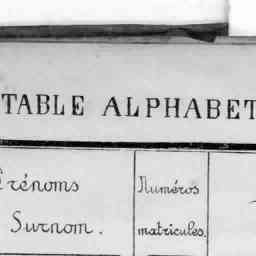 TABLE ALPHABET
Prénoms
Surnom.
Numéros
matricules.